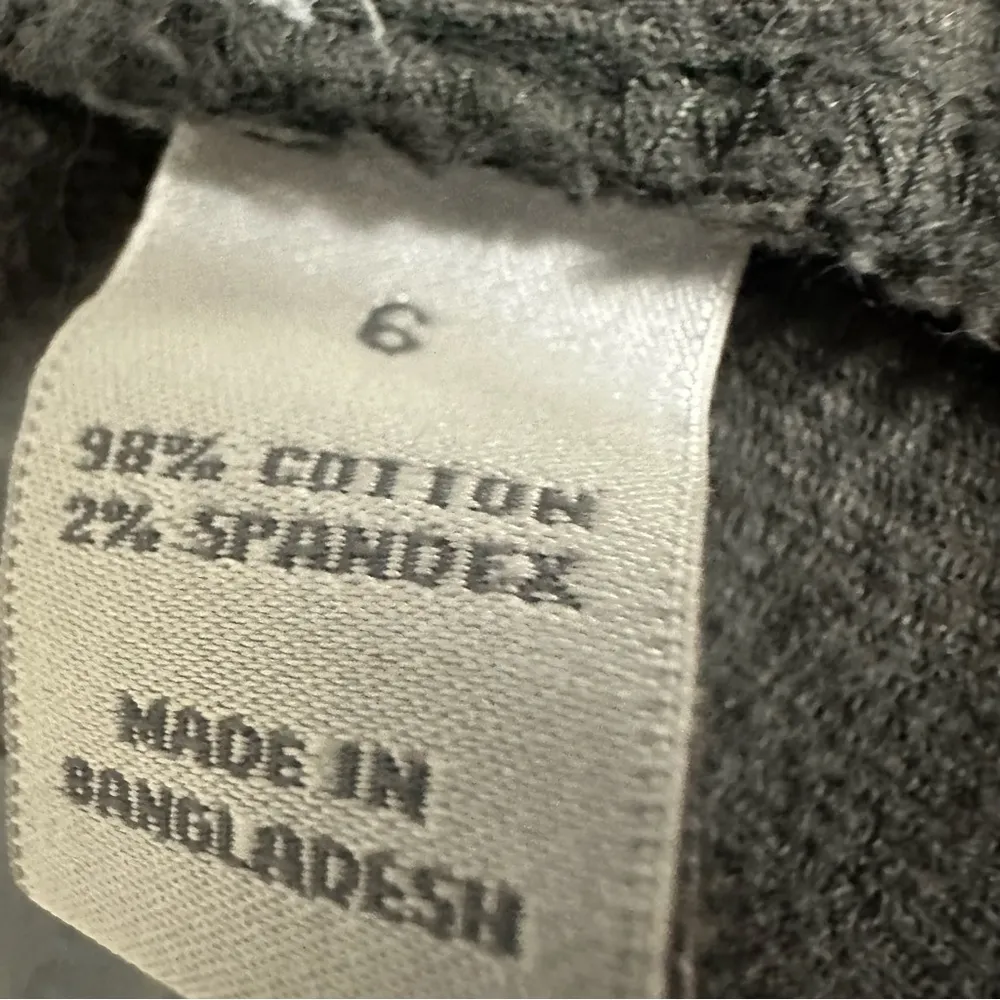 6
98% COTTON
2% SPANDEX
MADE IN
BANGLADESH